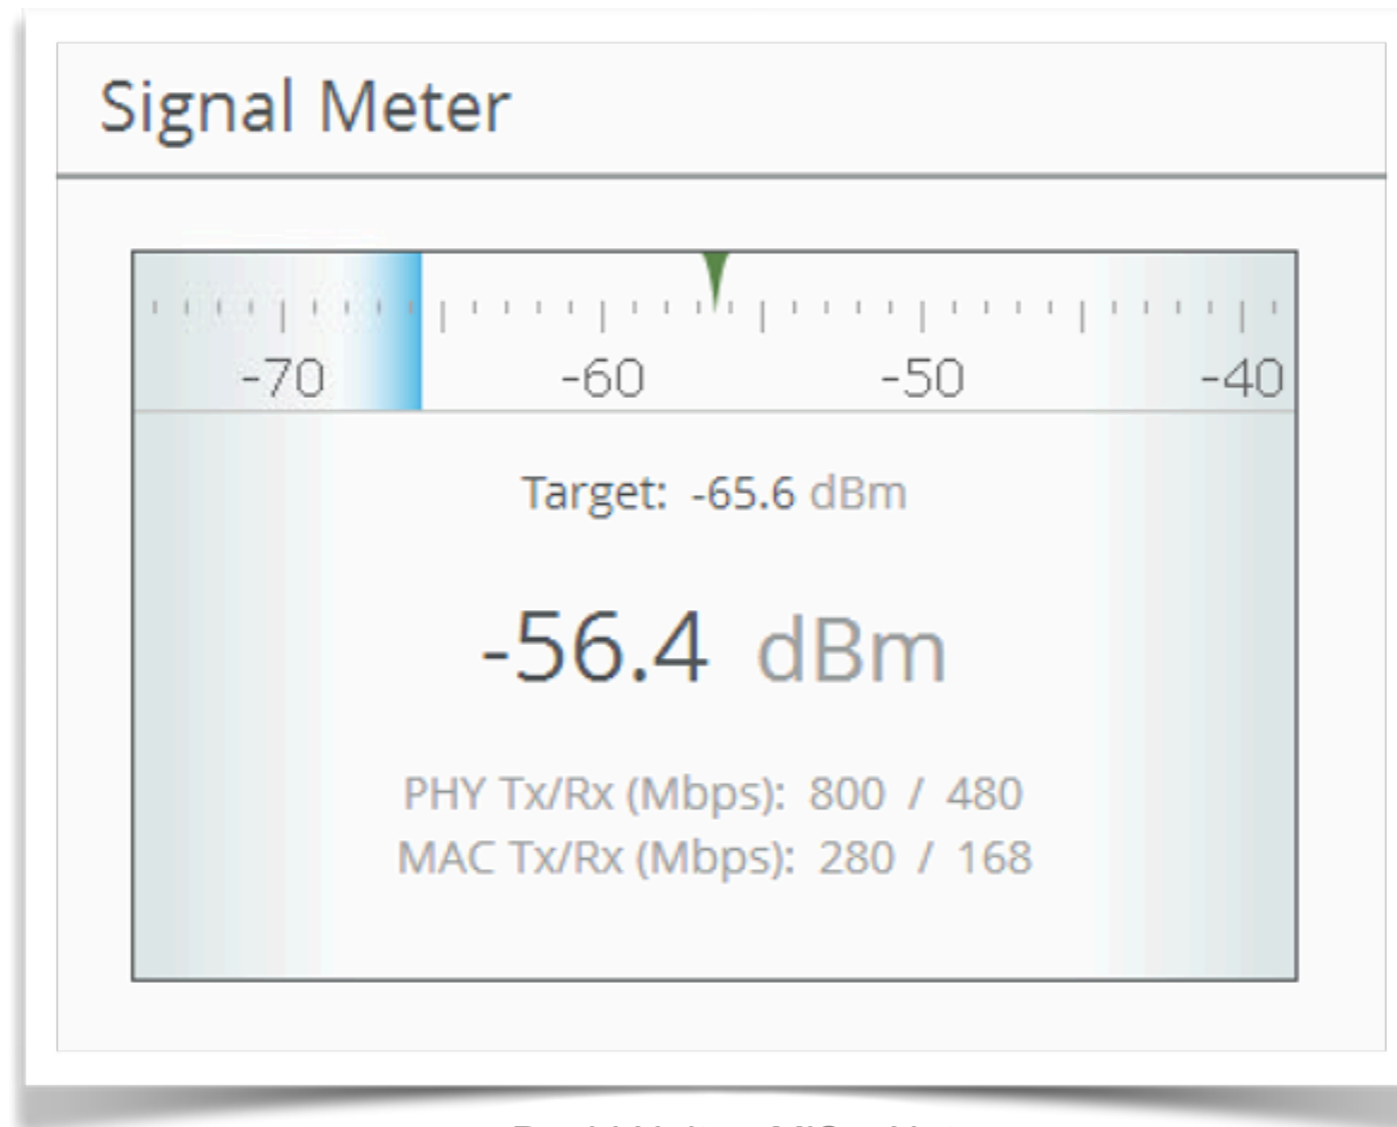 Signal Meter
-70 -60 -50 -40
Target: -65.6 dBm
-56.4 dBm
PHY Tx/Rx (Mbps): 800 / 480
MAC Tx/Rx (Mbps): 280 / 168